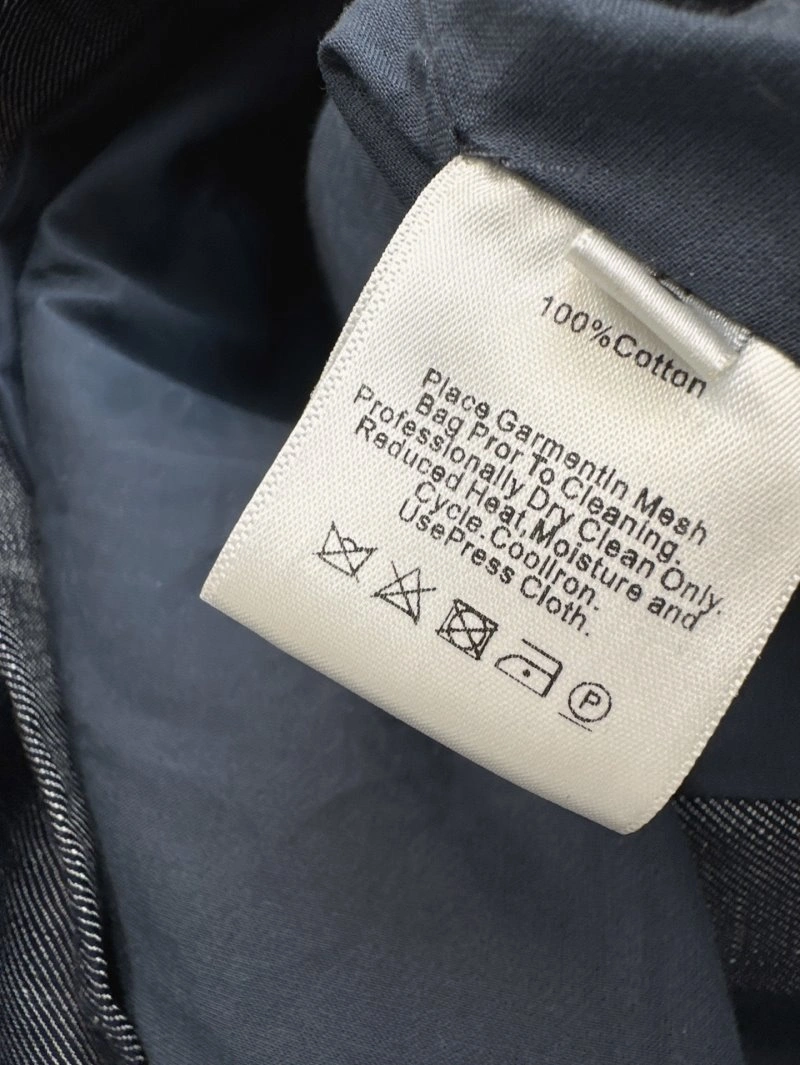 100%Cotton
Place GarmentIn Mesh
Bag Pror To Cleaning.
Professionally Dry Clean Only.
Reduced Heat,Moisture and
Cycle.CoolIron.
UsePress Cloth.
P